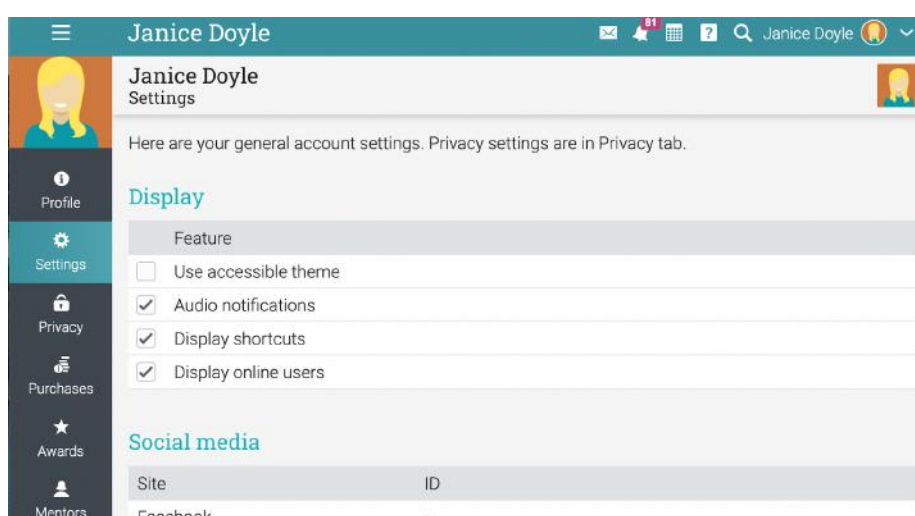 Janice Doyle
81
?
Janice Doyle
Janice Doyle
Settings
Here are your general account settings. Privacy settings are in Privacy tab.
Profile
Settings
Privacy
Purchases
Awards
Mentors
Display
Feature
Use accessible theme
Audio notifications
Display shortcuts
Display online users
Social media
Site ID
Facebook